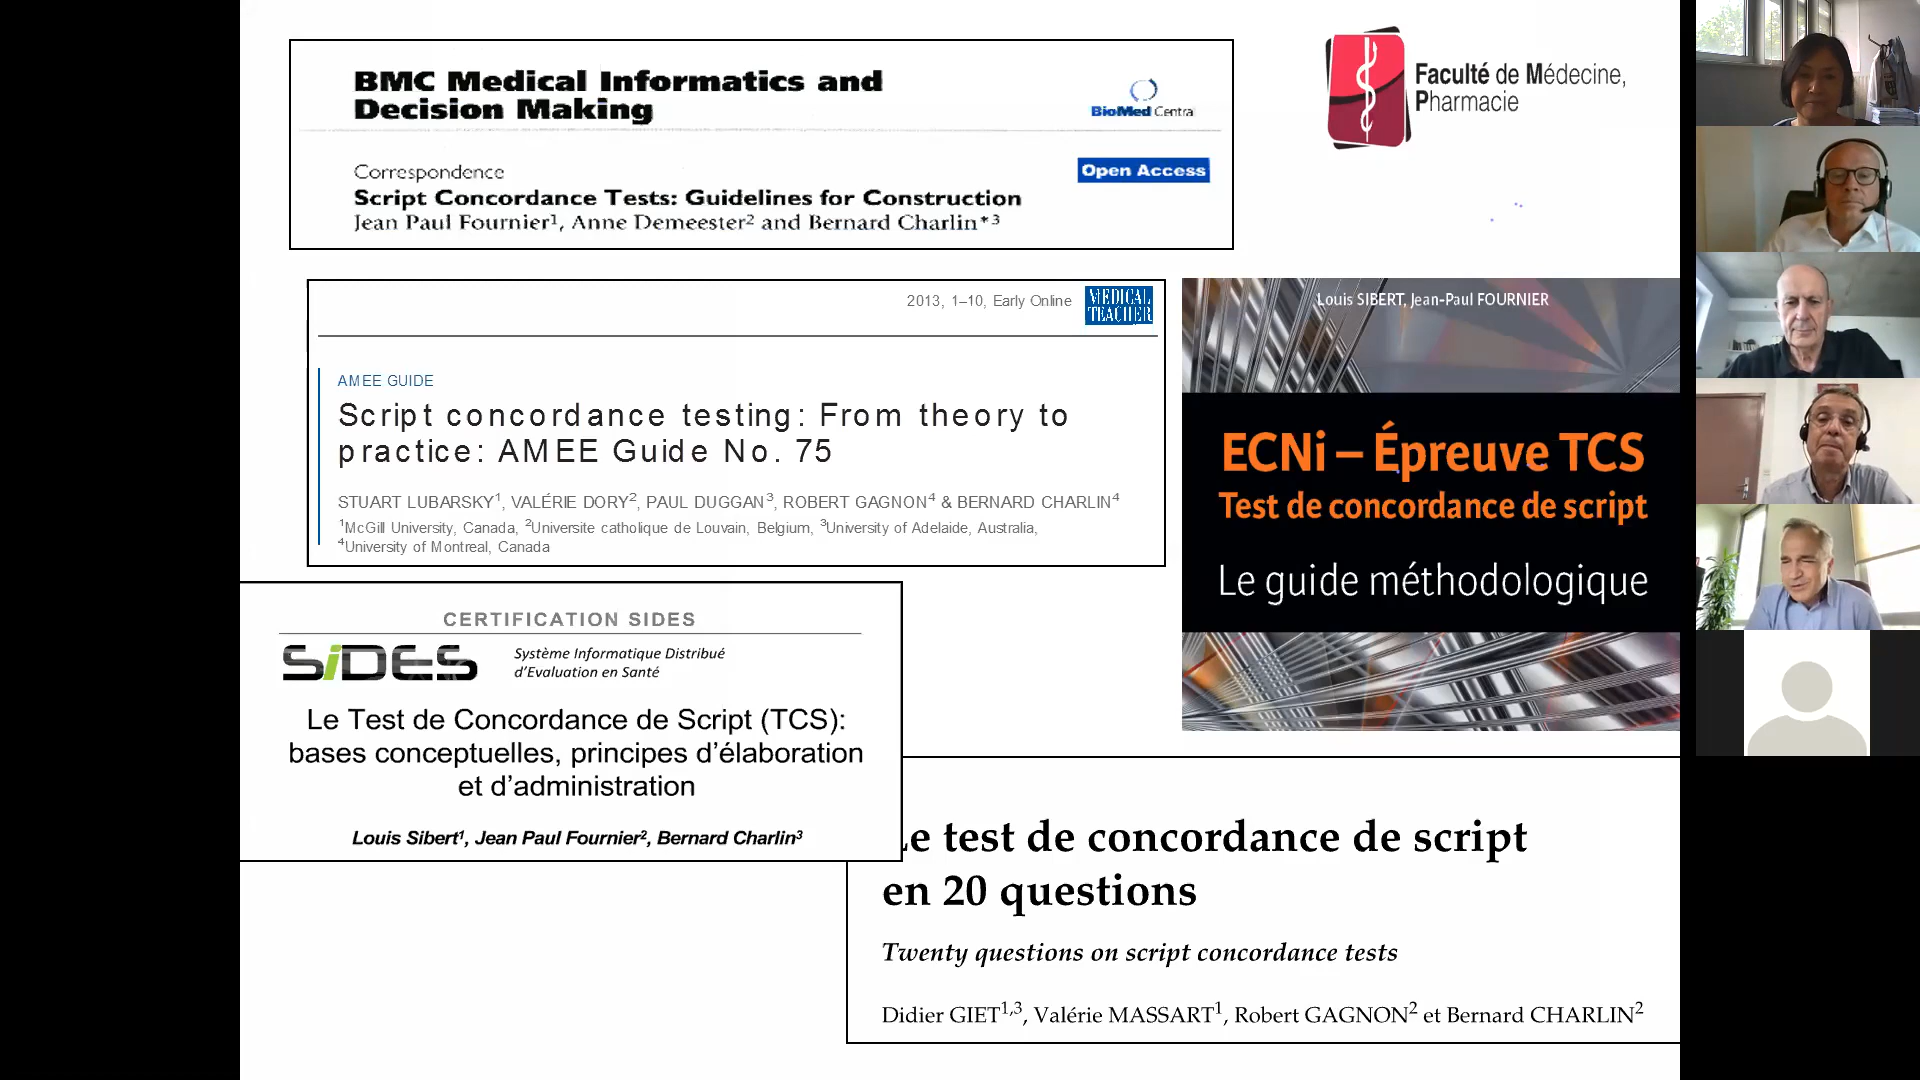 BMC Medical Informatics and
Decision Making
BioMed Central
Correspondence
Open Access
Script Concordance Tests: Guidelines for Construction
Jean Paul Fournier¹, Anne Demeester² and Bernard Charlin*³
Faculté de Médecine,
Pharmacie
2013, 1–10, Early Online
MEDICAL
TEACHER
AMEE GUIDE
Script concordance testing: From theory to
practice: AMEE Guide No. 75
STUART LUBARSKY¹, VALÉRIE DORY², PAUL DUGGAN³, ROBERT GAGNON⁴ & BERNARD CHARLIN⁴
¹McGill University, Canada, ²Universite catholique de Louvain, Belgium, ³University of Adelaide, Australia,
⁴University of Montreal, Canada
Louis SIBERT, Jean-Paul FOURNIER
ECNi – Épreuve TCS
Test de concordance de script
Le guide méthodologique
CERTIFICATION SIDES
SiDES
Système Informatique Distribué
d'Evaluation en Santé
Le Test de Concordance de Script (TCS):
bases conceptuelles, principes d'élaboration
et d'administration
Louis Sibert¹, Jean Paul Fournier², Bernard Charlin³
Le test de concordance de script
en 20 questions
Twenty questions on script concordance tests
Didier GIET¹,³, Valérie MASSART¹, Robert GAGNON² et Bernard CHARLIN²